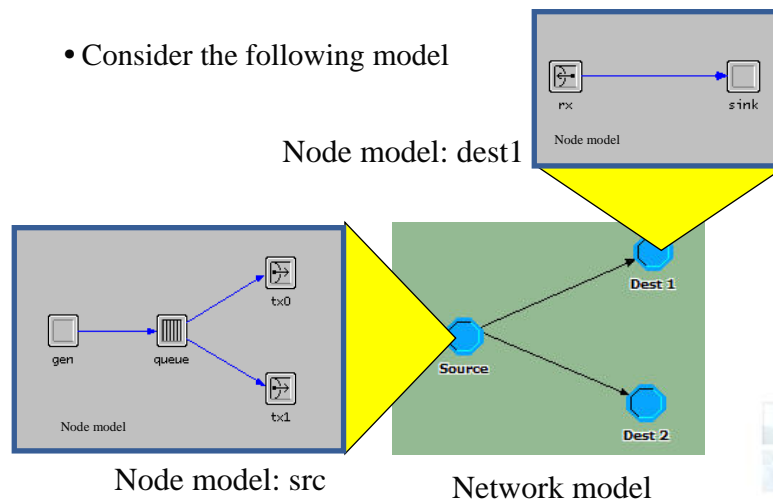 • Consider the following model
rx
sink
Node model
Node model: dest1
gen
queue
tx0
tx1
Node model
Node model: src
Source
Dest 1
Dest 2
Network model